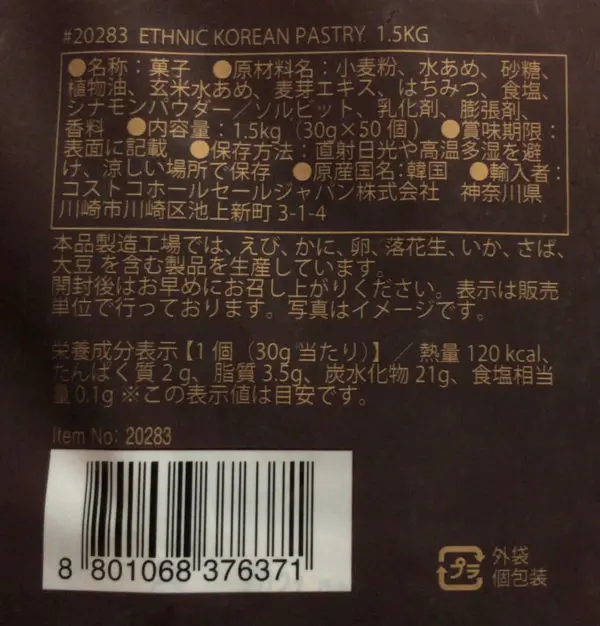 #20283 ETHNIC KOREAN PASTRY 1.5KG
●名称：菓子 ●原材料名：小麦粉、水あめ、砂糖、
植物油、玄米水あめ、麦芽エキス、はちみつ、食塩、
シナモンパウダー／ソルビット、乳化剤、膨張剤、
香料 ●内容量：1.5kg（30g×50個）●賞味期限：
表面に記載 ●保存方法：直射日光や高温多湿を避
け、涼しい場所で保存 ●原産国名：韓国 ●輸入者：
コストコホールセールジャパン株式会社 神奈川県
川崎市川崎区池上新町 3-1-4
本品製造工場では、えび、かに、卵、落花生、いか、さば、
大豆を含む製品を生産しています。
開封後はお早めにお召し上がりください。表示は販売
単位で行っております。写真はイメージです。
栄養成分表示【1個（30g当たり）】／熱量120kcal、
たんぱく質2g、脂質3.5g、炭水化物21g、食塩相当
量0.1g ※この表示値は目安です。
Item No: 20283
8 801068 376371
プラ
外袋
個包装